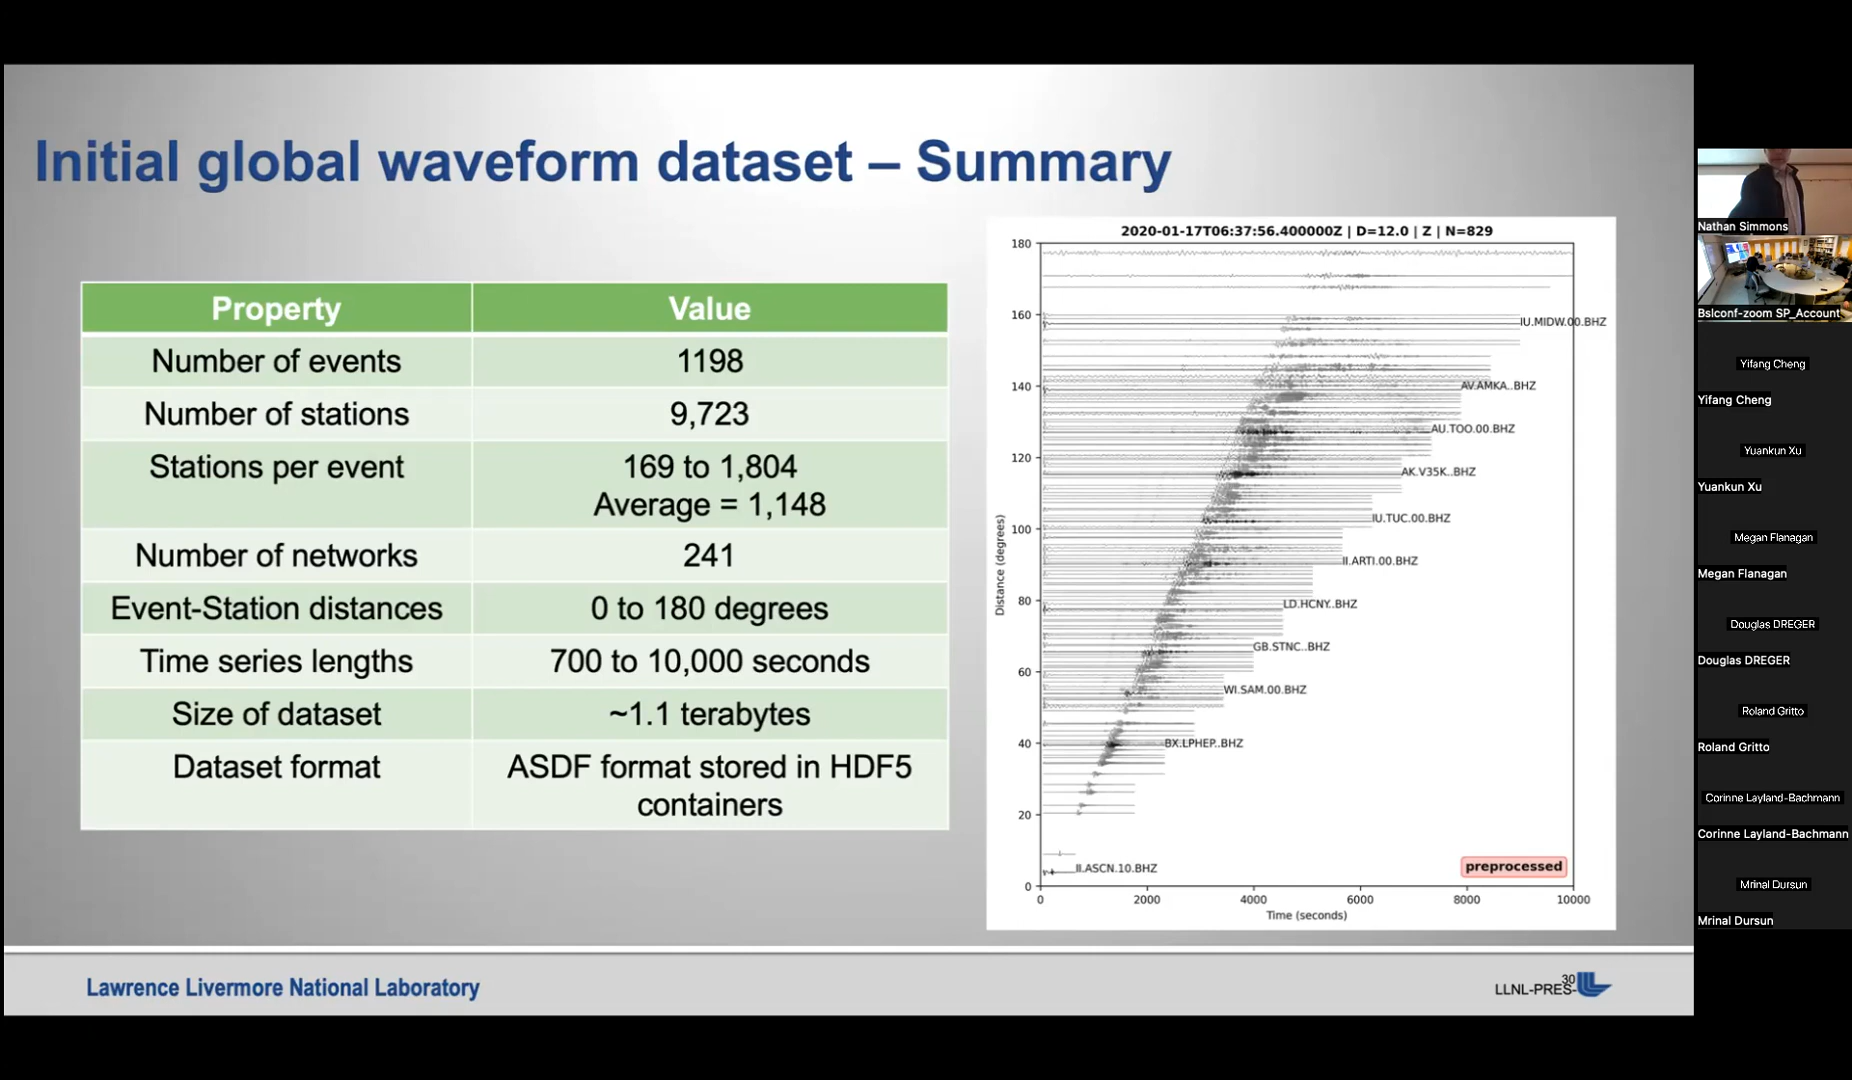 Initial global waveform dataset – Summary
Property Value
Number of events 1198
Number of stations 9,723
Stations per event 169 to 1,804
Average = 1,148
Number of networks 241
Event-Station distances 0 to 180 degrees
Time series lengths 700 to 10,000 seconds
Size of dataset ~1.1 terabytes
Dataset format ASDF format stored in HDF5
containers
2020-01-17T06:37:56.400000Z | D=12.0 | Z | N=829
180
160
140
120
100
80
60
40
20
0
Distance (degrees)
IU.MIDW.00.BHZ
AV.AMKA..BHZ
AU.TOO.00.BHZ
AK.V35K..BHZ
IU.TUC.00.BHZ
II.ARTI.00.BHZ
LD.HCNY..BHZ
GB.STNC..BHZ
WI.SAM.00.BHZ
BX.LPHEP..BHZ
II.ASCN.10.BHZ
preprocessed
0 2000 4000 6000 8000 10000
Time (seconds)
Lawrence Livermore National Laboratory
30
LLNL-PRES-
Nathan Simmons
Bslconf-zoom SP_Account
Yifang Cheng
Yifang Cheng
Yuankun Xu
Yuankun Xu
Megan Flanagan
Megan Flanagan
Douglas DREGER
Douglas DREGER
Roland Gritto
Roland Gritto
Corinne Layland-Bachmann
Corinne Layland-Bachmann
Mrinal Dursun
Mrinal Dursun